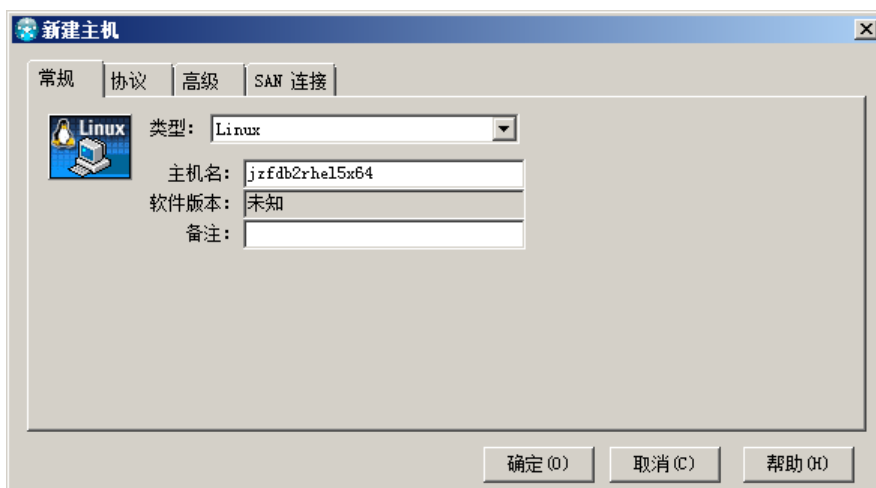 新建主机
常规 协议 高级 SAN 连接
Linux 类型： Linux
主机名： jzfdb2rhel5x64
软件版本： 未知
备注：
确定(O) 取消(C) 帮助(H)